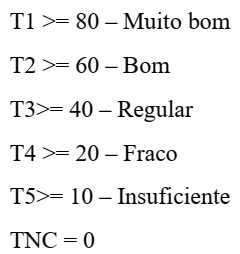 T1 >= 80 – Muito bom
T2 >= 60 – Bom
T3>= 40 – Regular
T4 >= 20 – Fraco
T5>= 10 – Insuficiente
TNC = 0